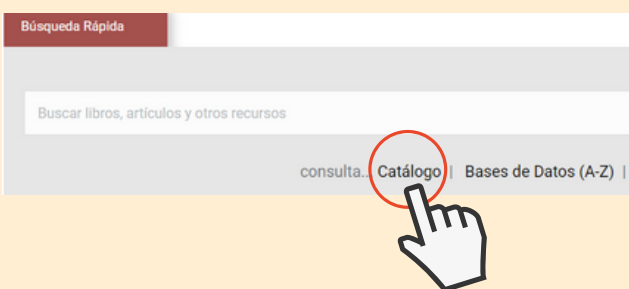 Búsqueda Rápida
Buscar libros, artículos y otros recursos
consulta... Catálogo | Bases de Datos (A-Z) |